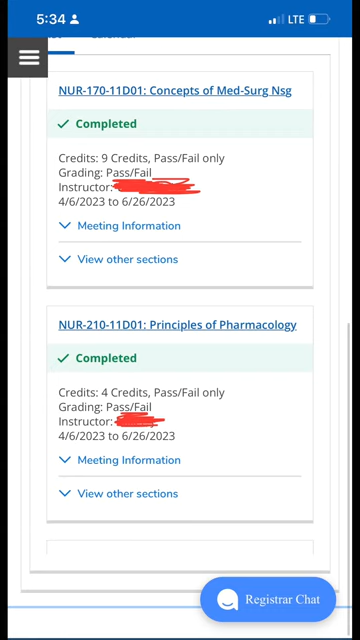 5:34
LTE
NUR-170-11D01: Concepts of Med-Surg Nsg
Completed
Credits: 9 Credits, Pass/Fail only
Grading: Pass/Fail
Instructor:
4/6/2023 to 6/26/2023
Meeting Information
View other sections
NUR-210-11D01: Principles of Pharmacology
Completed
Credits: 4 Credits, Pass/Fail only
Grading: Pass/Fail
Instructor:
4/6/2023 to 6/26/2023
Meeting Information
View other sections
Registrar Chat